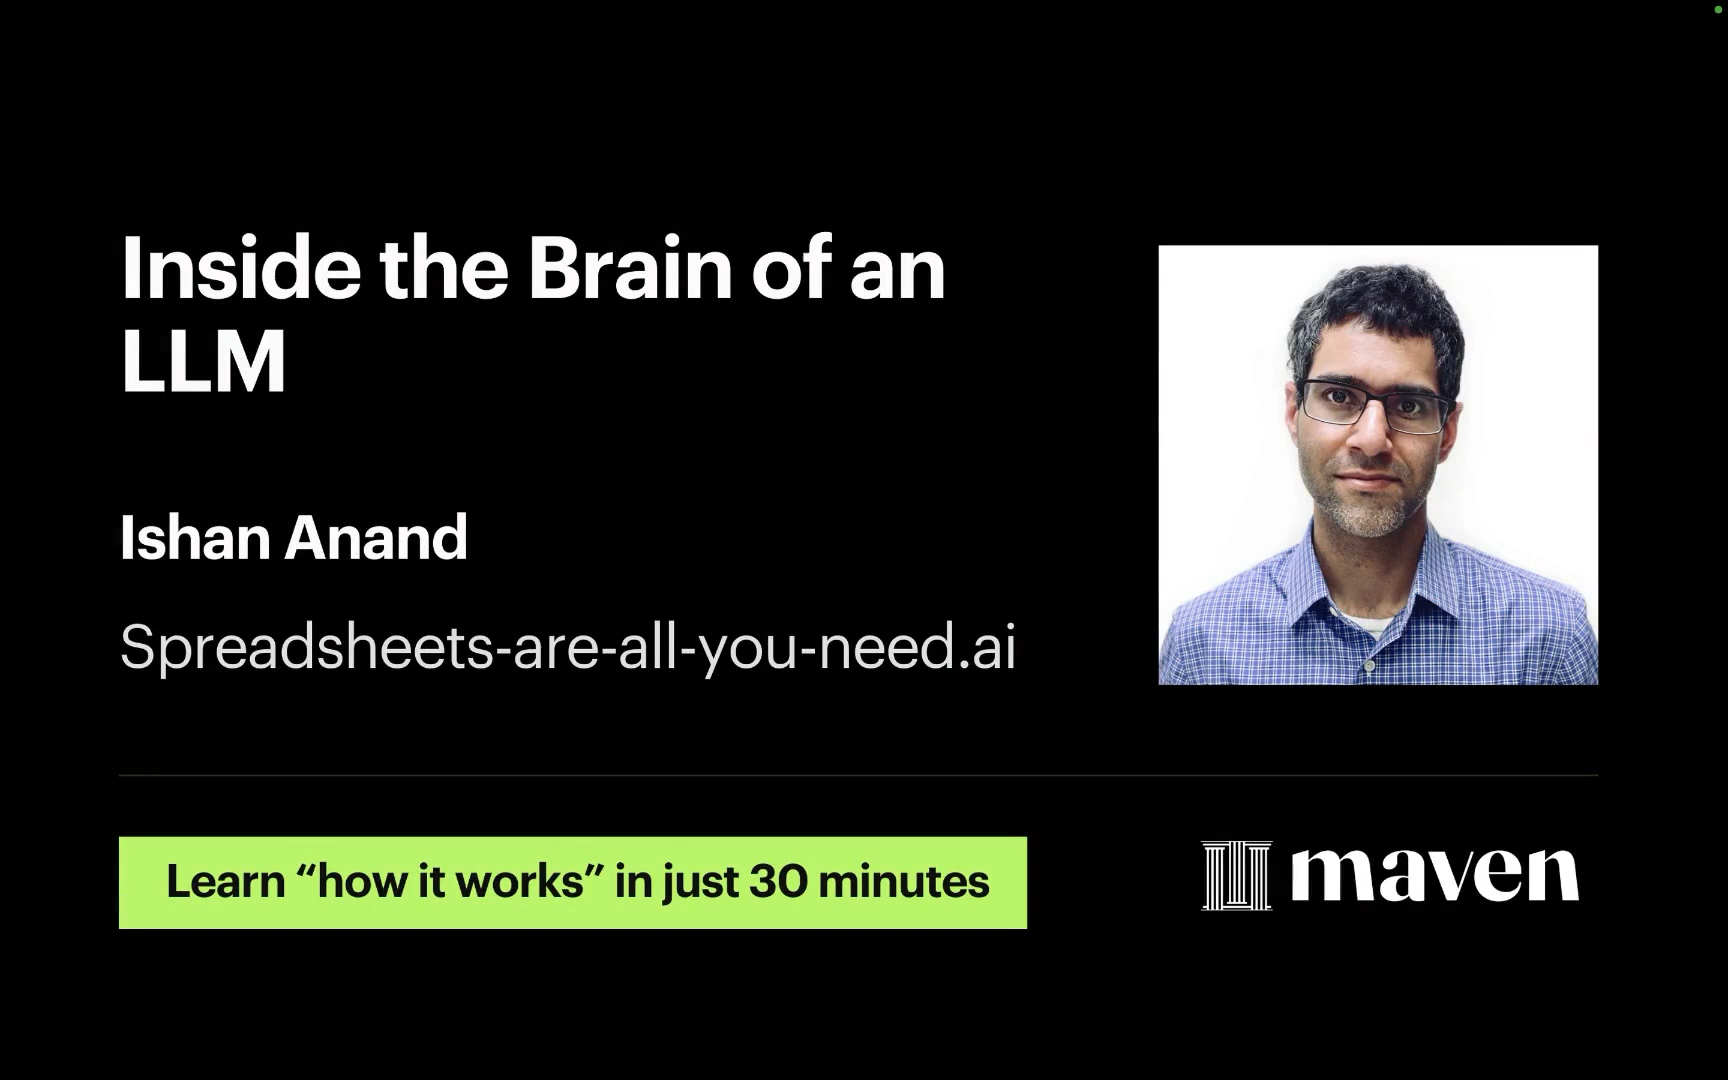 Inside the Brain of an
LLM
Ishan Anand
Spreadsheets-are-all-you-need.ai
Learn “how it works” in just 30 minutes
maven